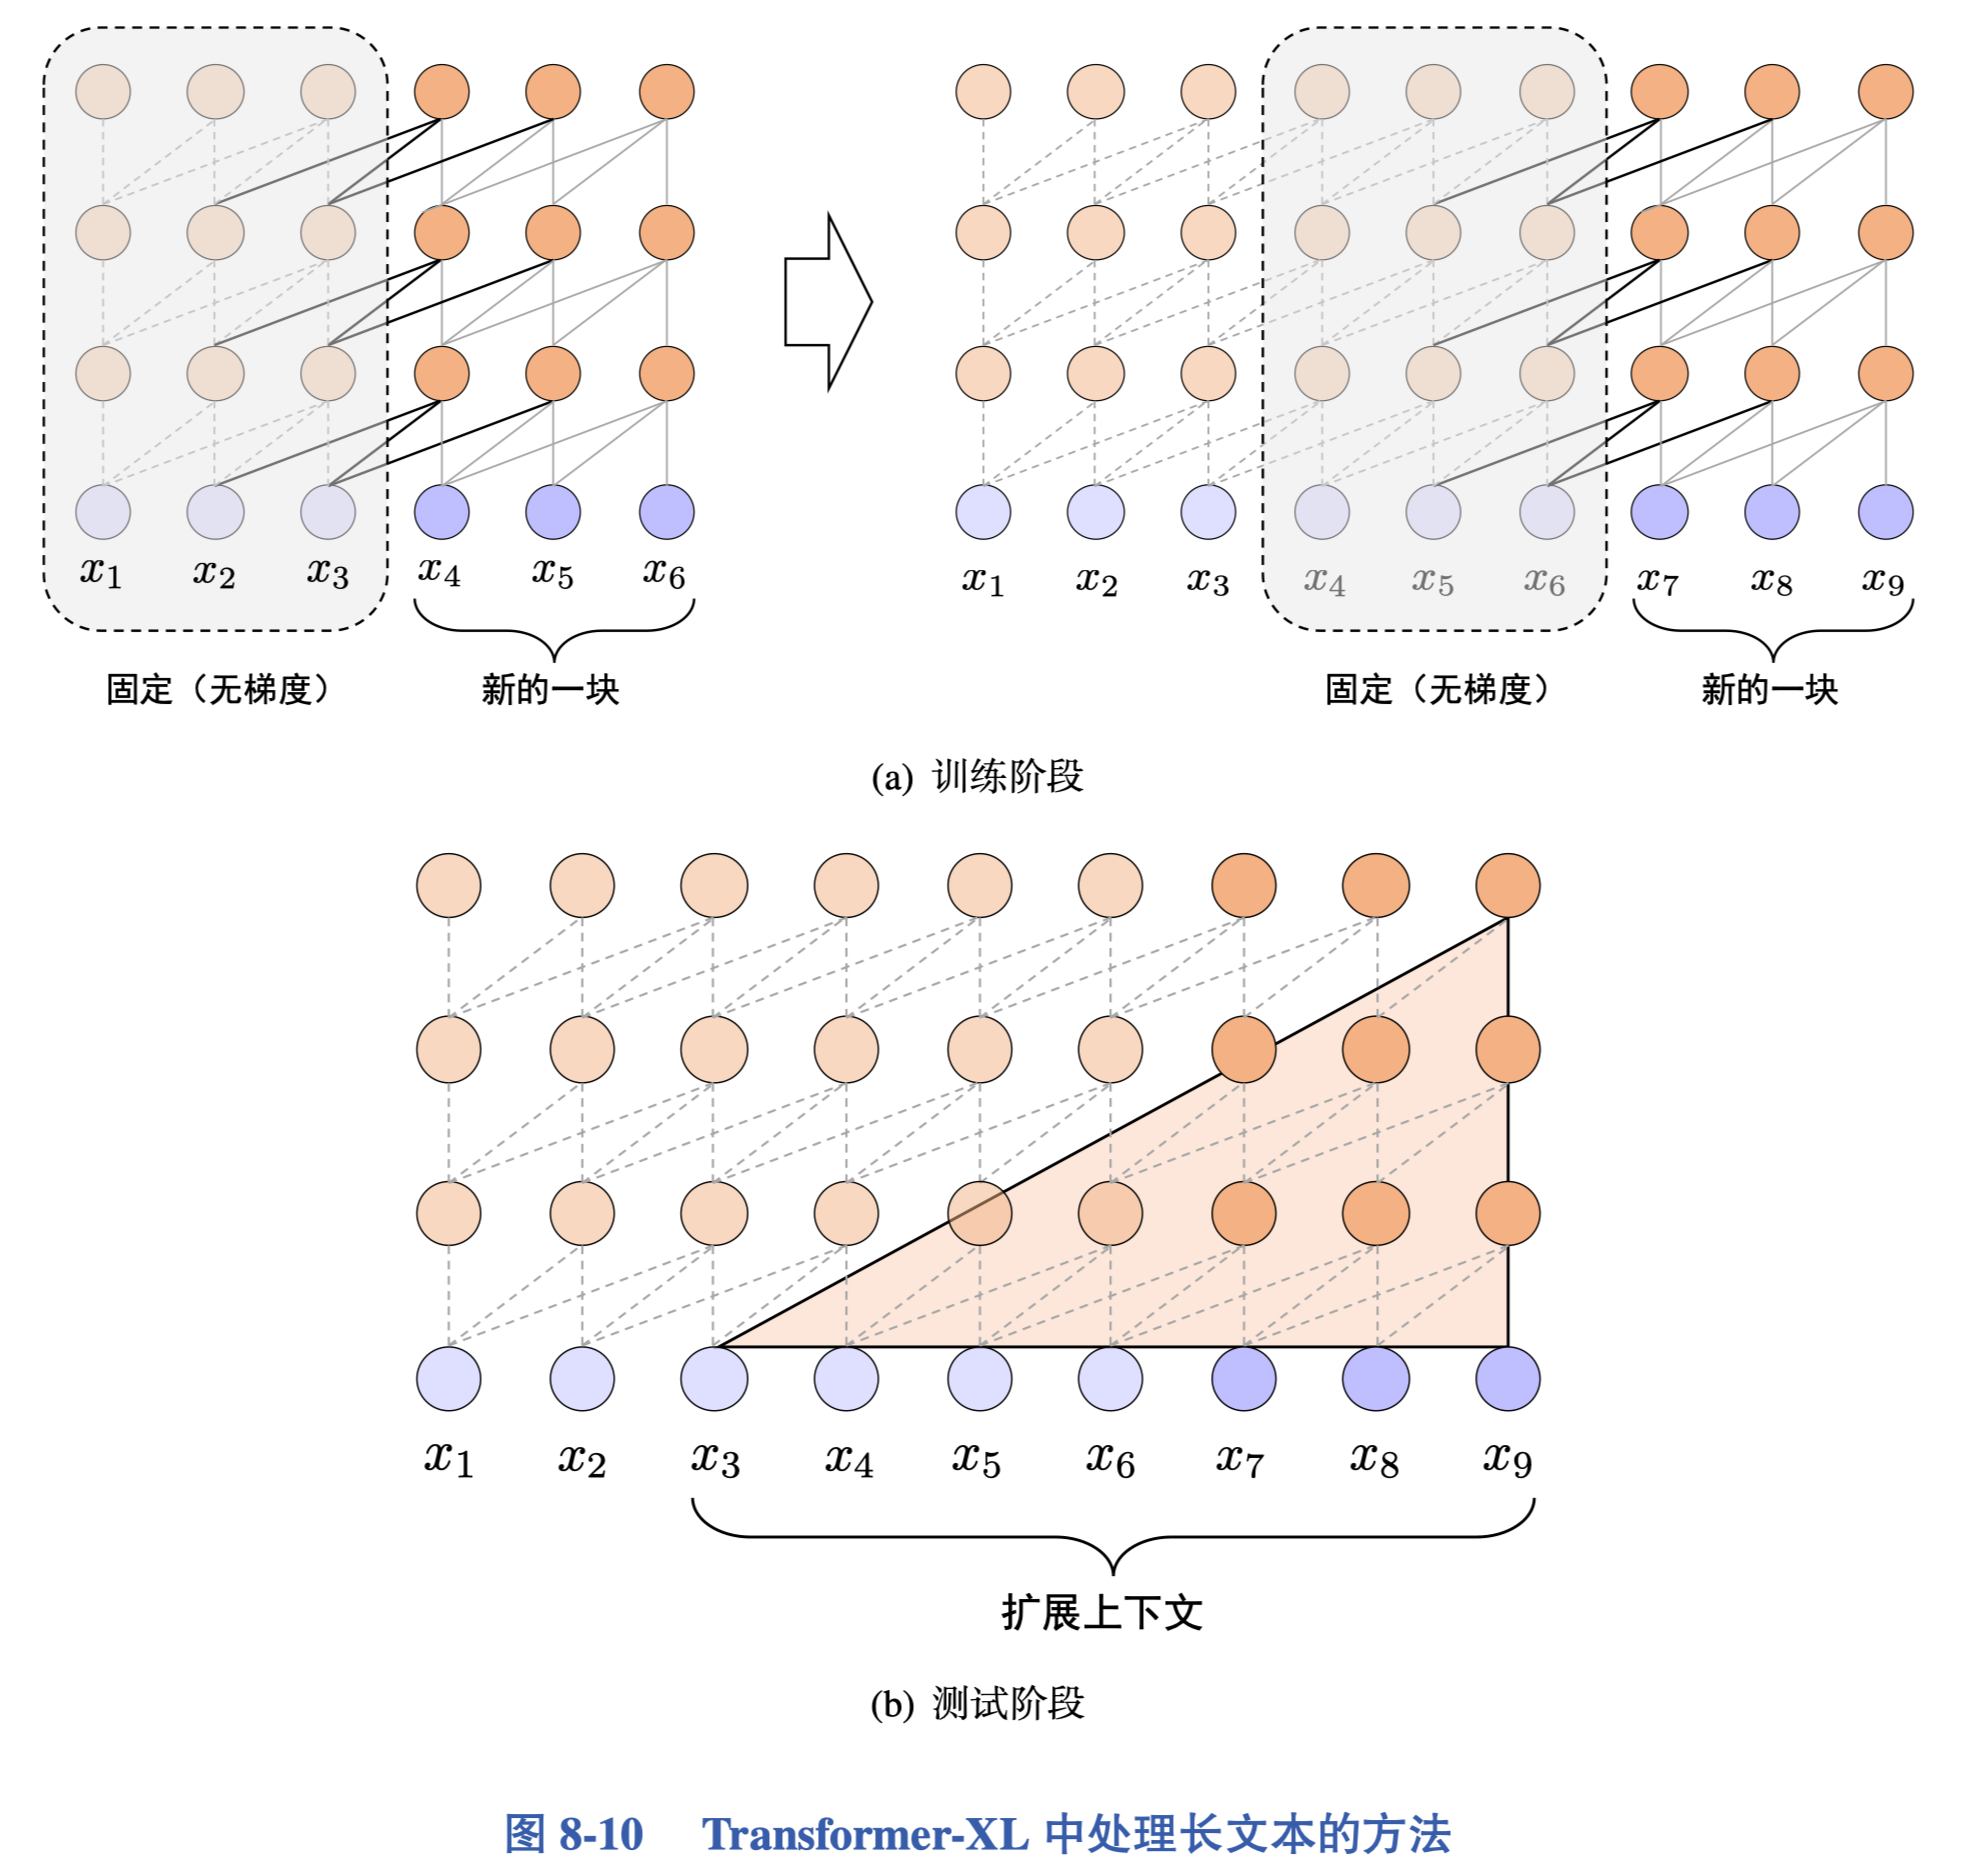 x1 x2 x3 x4 x5 x6 x1 x2 x3 x4 x5 x6 x7 x8 x9
固定（无梯度） 新的一块 固定（无梯度） 新的一块
(a) 训练阶段
x1 x2 x3 x4 x5 x6 x7 x8 x9
扩展上下文
(b) 测试阶段
图 8-10 Transformer-XL 中处理长文本的方法